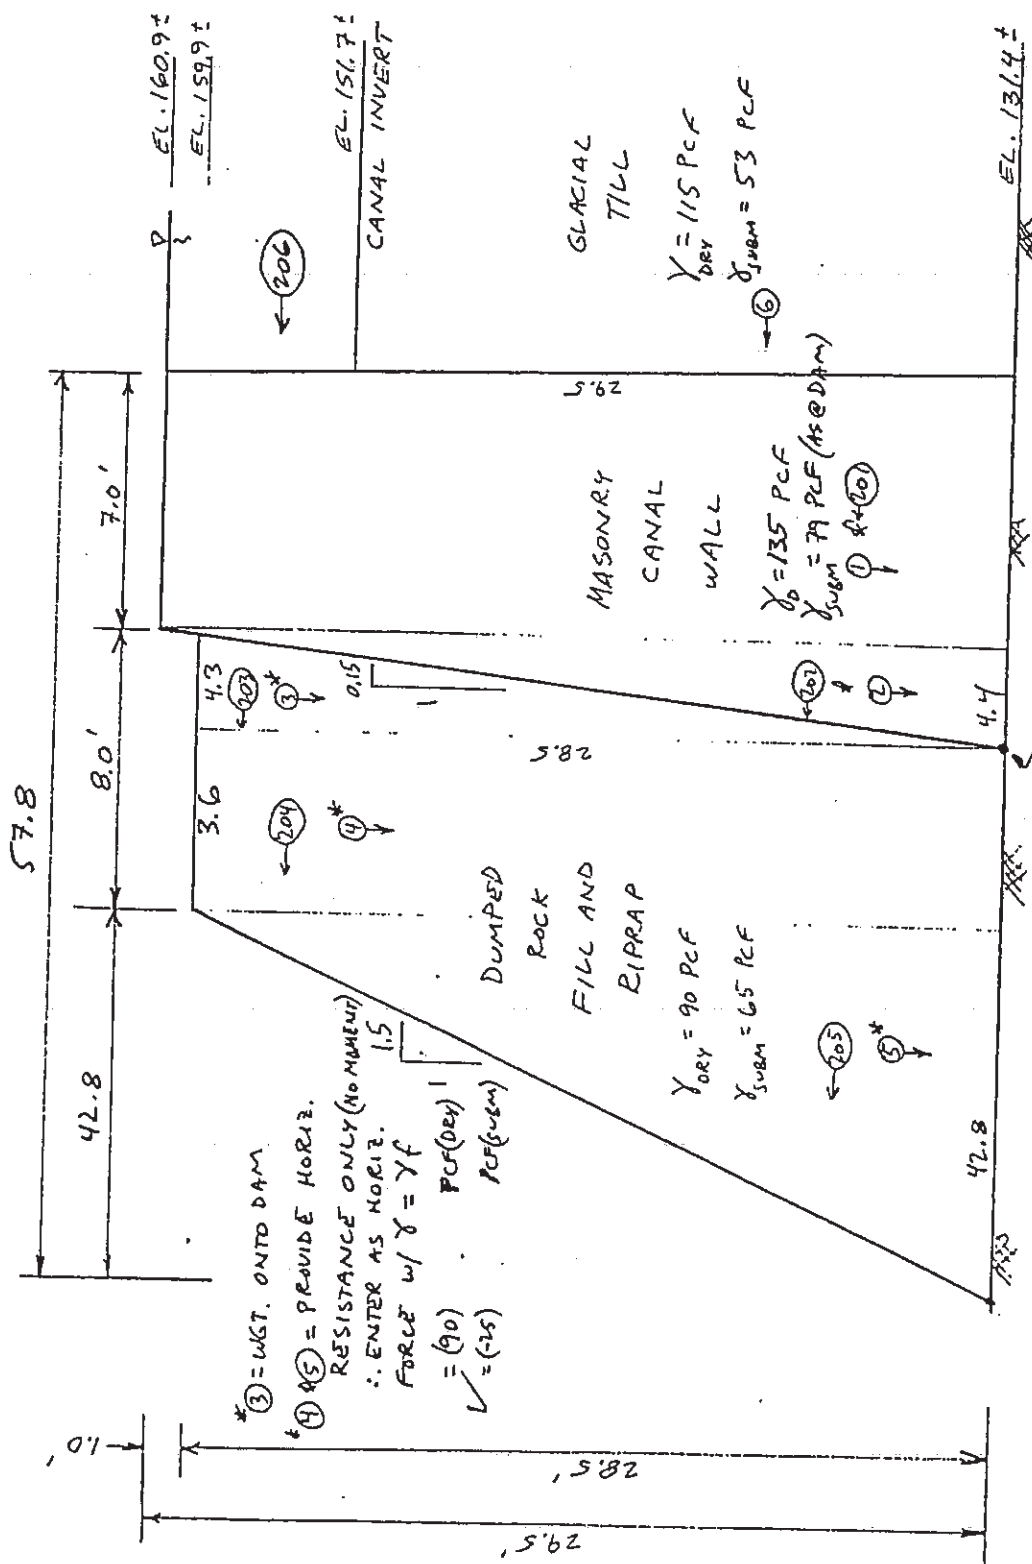 57.8
42.8
8.0'
7.0'
EL. 160.9±
EL. 159.9±
EL. 151.7±
CANAL INVERT
1.0'
28.5'
29.5'
*③=WGT. ONTO DAM
*④&⑤=PROVIDE HORIZ.
RESISTANCE ONLY (NO MOMENT)
∴ ENTER AS HORIZ.
FORCE W/ γ = γf
=(90) PCF(DRY)
=(-25) PCF(SUBM)
1.5
1
3.6
4.3
204
④*
203
③*
0.15
1
28.5
206
29.5
DUMPED
ROCK
FILL AND
RIPRAP
γDRY = 90 PCF
γSUBM = 65 PCF
205
⑤*
42.8
MASONRY
CANAL
WALL
γD = 135 PCF
γSUBM = 79 PCF (AS @ DAM)
① & 201
202
&
②
4.4
GLACIAL
TILL
γDRY = 115 PCF
γSUBM = 53 PCF
⑥
EL. 131.4±